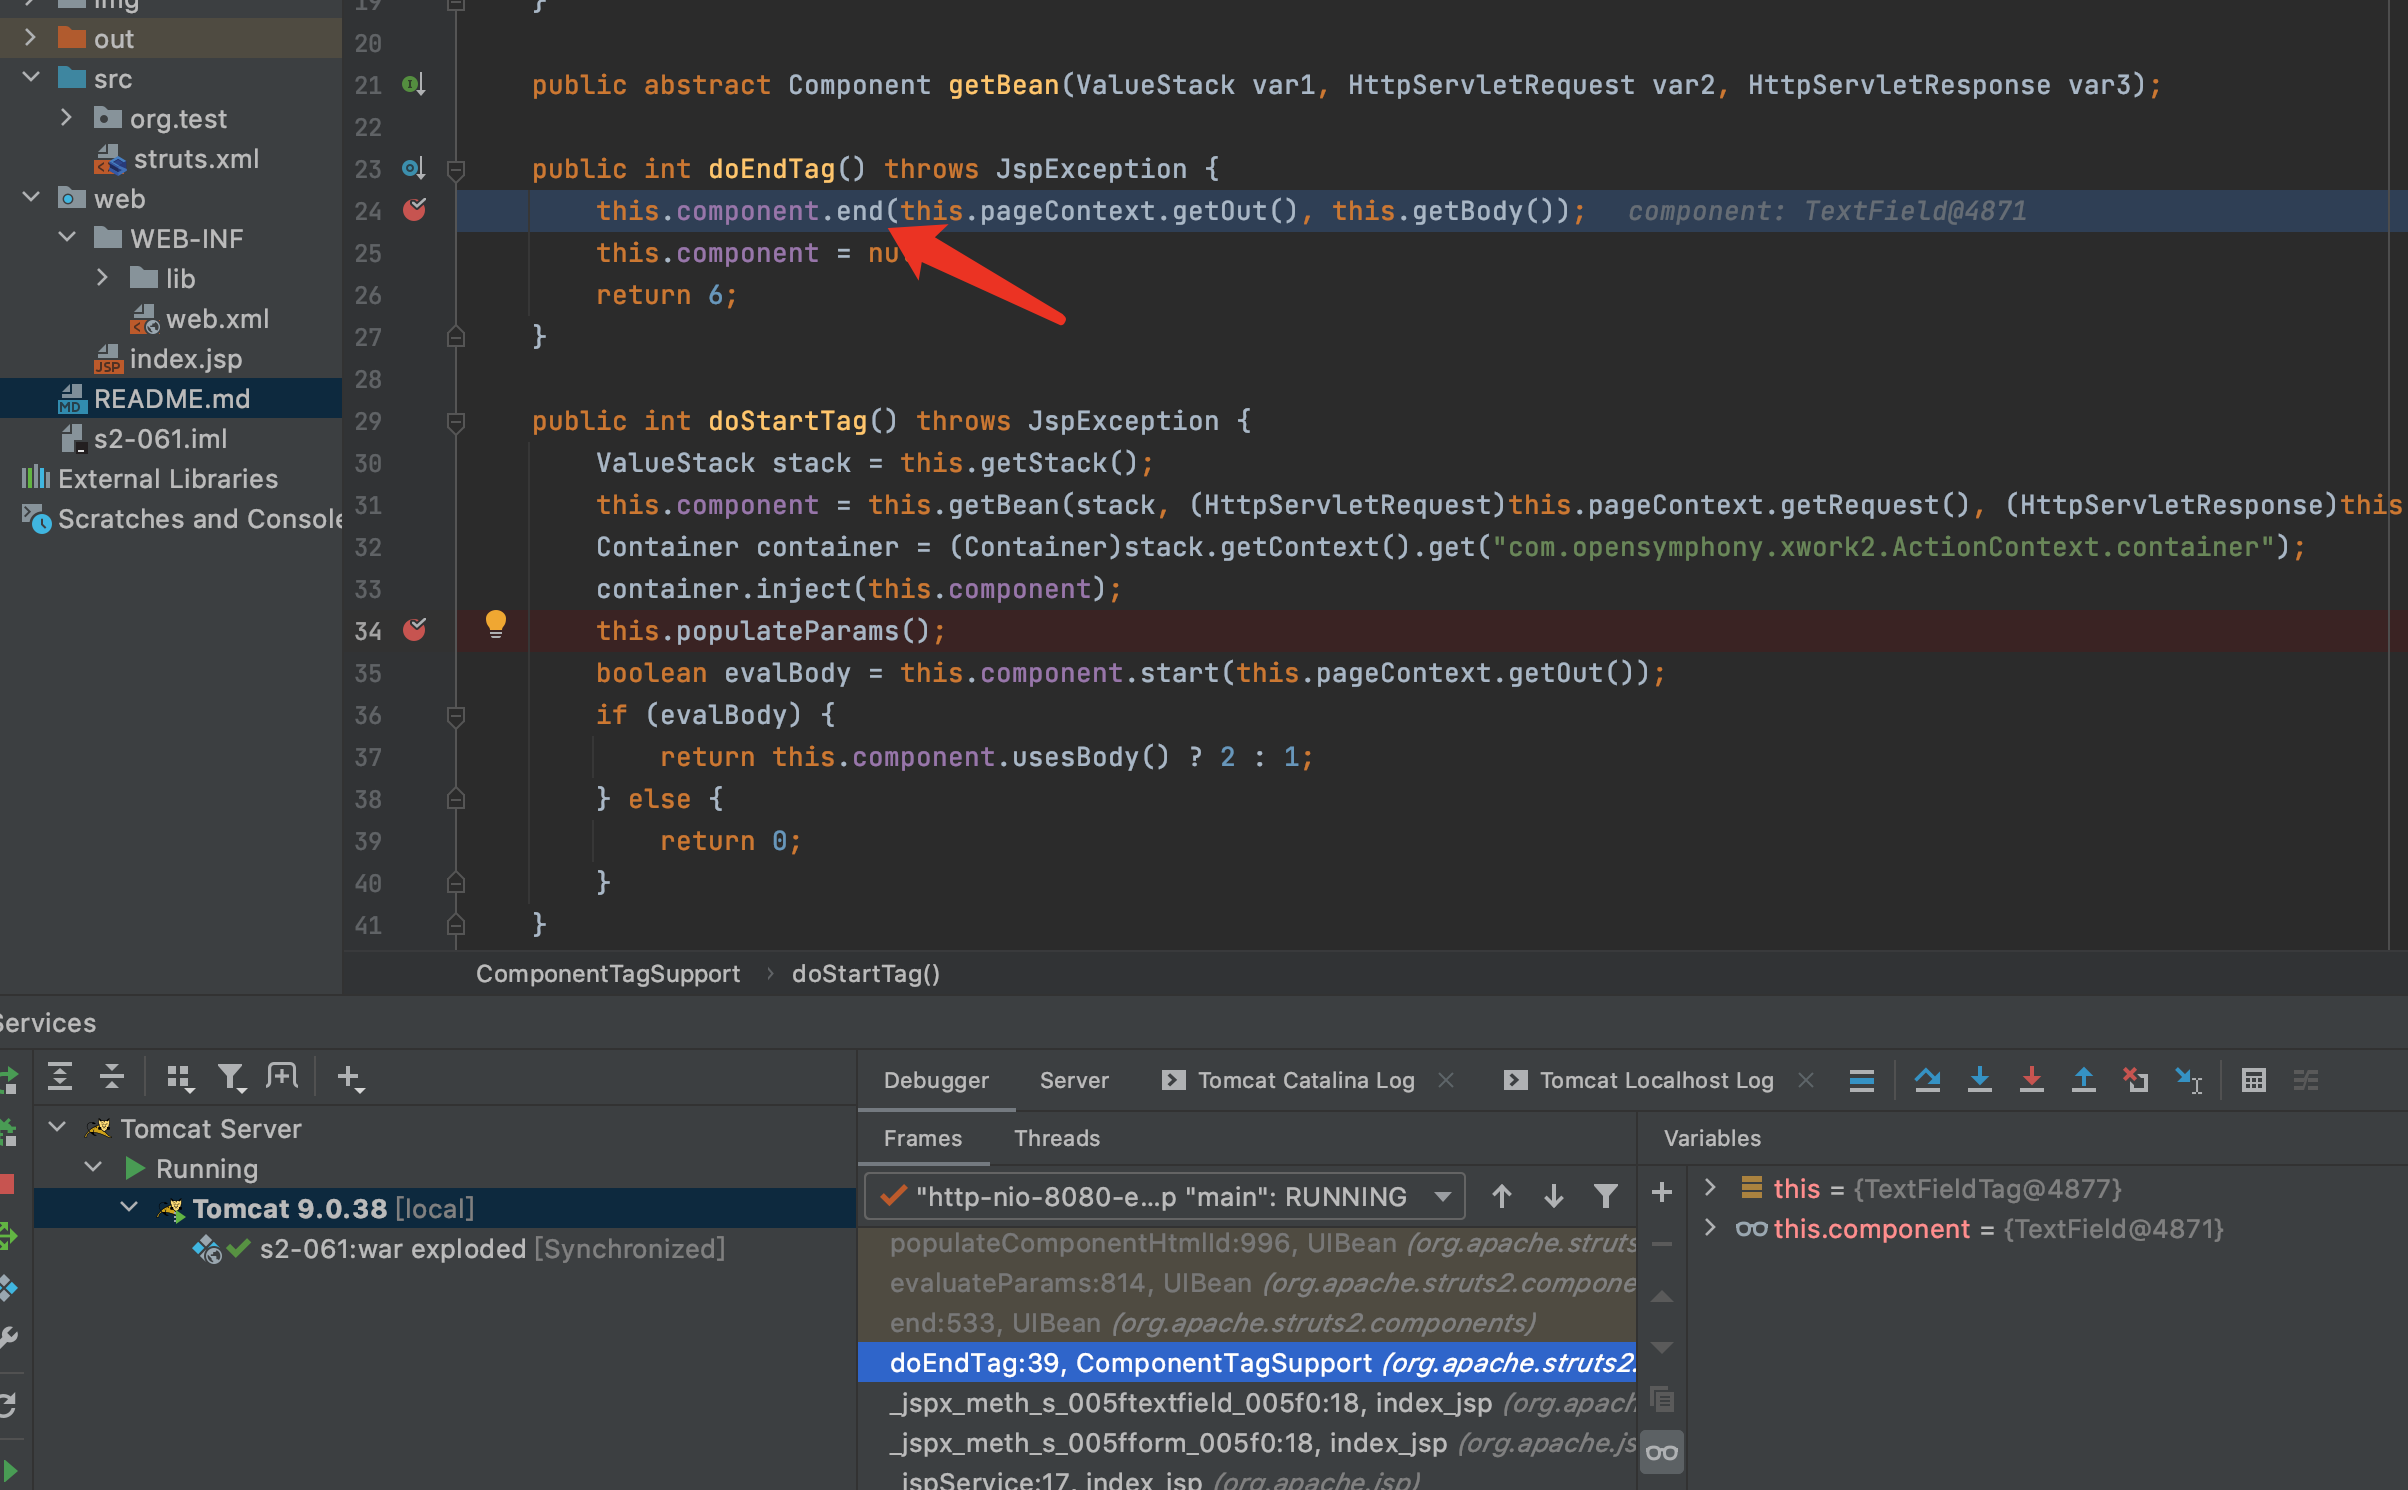 img
out
src
org.test
struts.xml
web
WEB-INF
lib
web.xml
index.jsp
README.md
s2-061.iml
External Libraries
Scratches and Console
19 }
20
21 public abstract Component getBean(ValueStack var1, HttpServletRequest var2, HttpServletResponse var3);
22
23 public int doEndTag() throws JspException {
24 this.component.end(this.pageContext.getOut(), this.getBody()); component: TextField@4871
25 this.component = nu
26 return 6;
27 }
28
29 public int doStartTag() throws JspException {
30 ValueStack stack = this.getStack();
31 this.component = this.getBean(stack, (HttpServletRequest)this.pageContext.getRequest(), (HttpServletResponse)this
32 Container container = (Container)stack.getContext().get("com.opensymphony.xwork2.ActionContext.container");
33 container.inject(this.component);
34 this.populateParams();
35 boolean evalBody = this.component.start(this.pageContext.getOut());
36 if (evalBody) {
37 return this.component.usesBody() ? 2 : 1;
38 } else {
39 return 0;
40 }
41 }
ComponentTagSupport › doStartTag()
Services
Debugger Server Tomcat Catalina Log Tomcat Localhost Log
Tomcat Server
Running
Tomcat 9.0.38 [local]
s2-061:war exploded [Synchronized]
Frames Threads
"http-nio-8080-e...p "main": RUNNING
populateComponentHtmlId:996, UIBean (org.apache.struts
evaluateParams:814, UIBean (org.apache.struts2.compone
end:533, UIBean (org.apache.struts2.components)
doEndTag:39, ComponentTagSupport (org.apache.struts2.
_jspx_meth_s_005ftextfield_005f0:18, index_jsp (org.apach
_jspx_meth_s_005fform_005f0:18, index_jsp (org.apache.js
_jspService:17, index_jsp (org.apache.jsp)
Variables
this = {TextFieldTag@4877}
this.component = {TextField@4871}